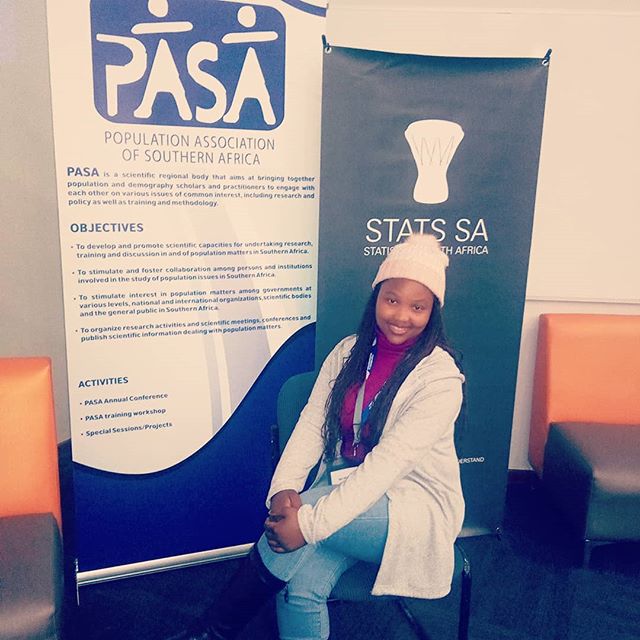 PASA
POPULATION ASSOCIATION
OF SOUTHERN AFRICA
PASA is a scientific regional body that aims at bringing together
population and demography scholars and practitioners to engage with
each other on various issues of common interest, including research and
policy as well as training and methodology.
OBJECTIVES
• To develop and promote scientific capacities for undertaking research,
training and discussion in and of population matters in Southern Africa.
• To stimulate and foster collaboration among persons and institutions
involved in the study of population issues in Southern Africa.
• To stimulate interest in population matters among governments at
various levels, national and international organizations, scientific bodies
and the general public in Southern Africa.
• To organize research activities and scientific meetings, conferences and
publish scientific information dealing with population matters.
ACTIVITIES
• PASA Annual Conference
• PASA training workshop
• Special Sessions/Projects
STATS SA
AFRICA